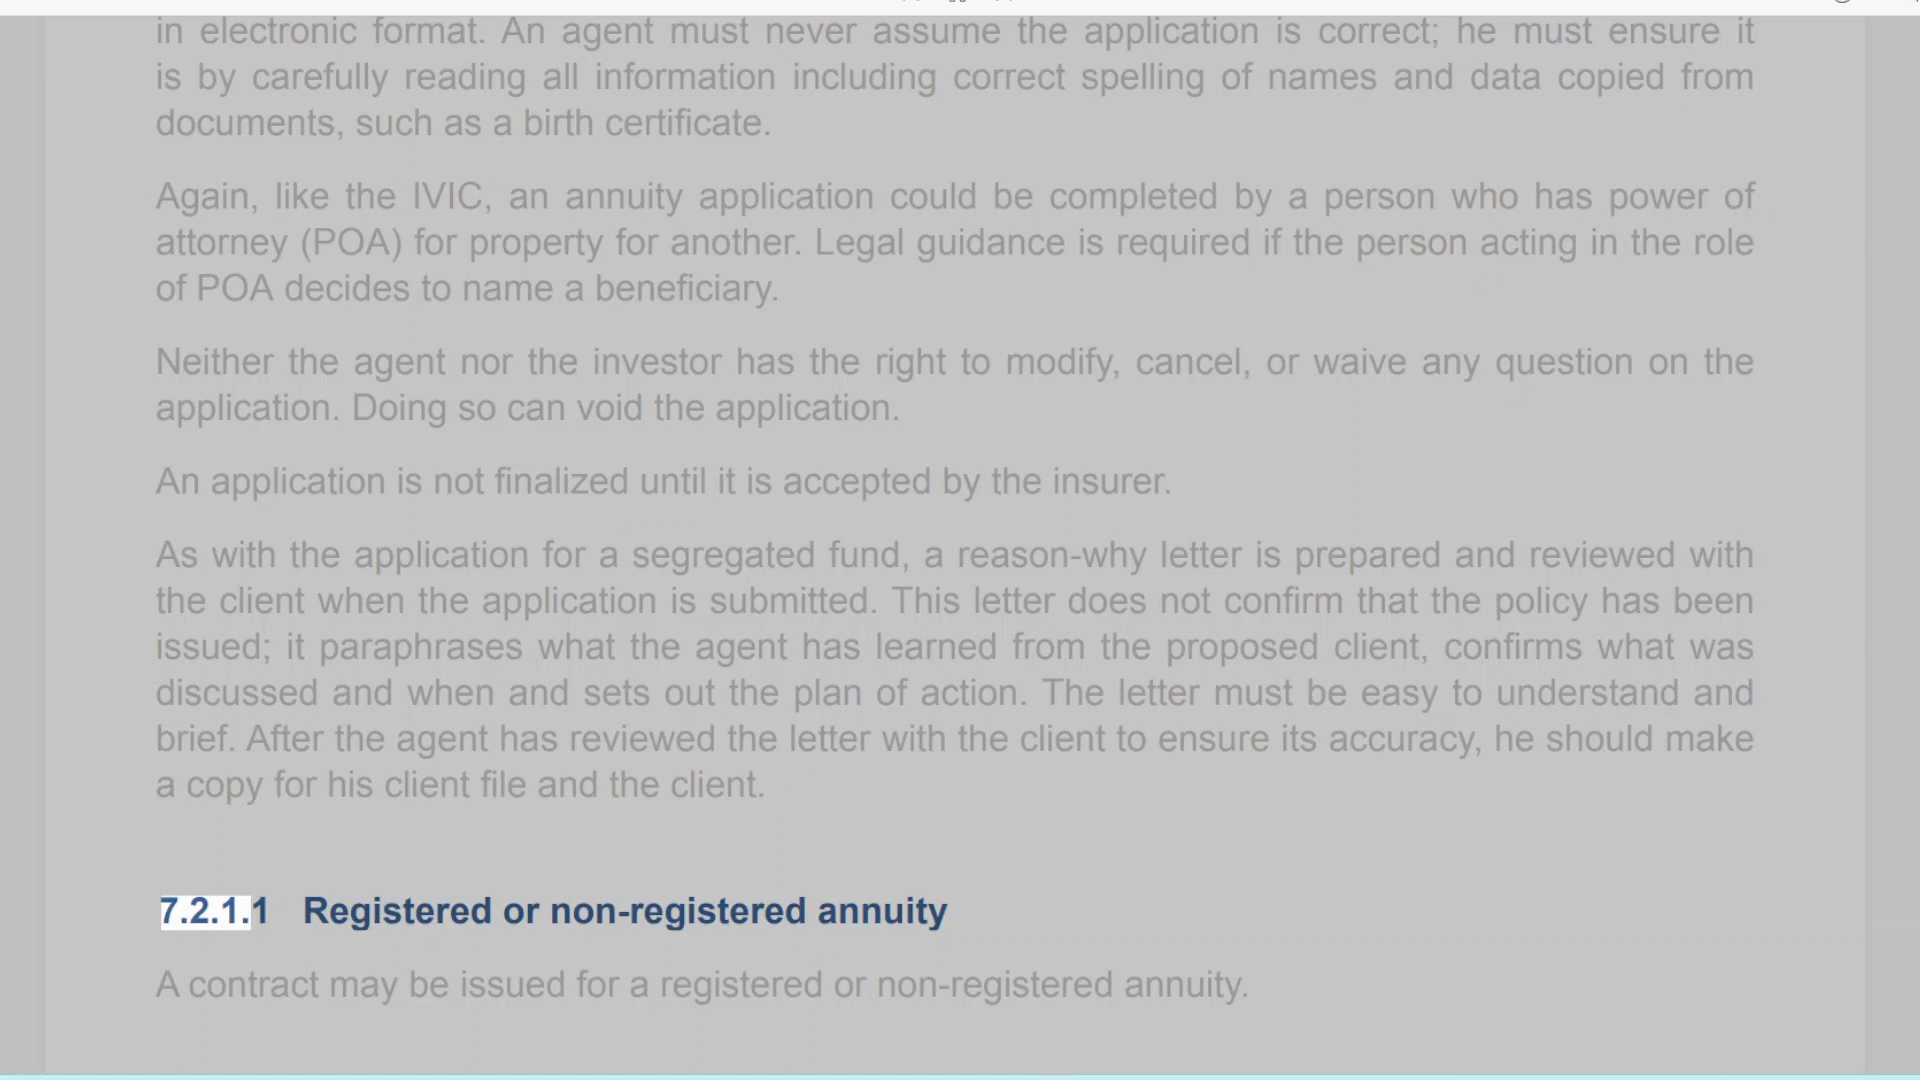 in electronic format. An agent must never assume the application is correct; he must ensure it
is by carefully reading all information including correct spelling of names and data copied from
documents, such as a birth certificate.
Again, like the IVIC, an annuity application could be completed by a person who has power of
attorney (POA) for property for another. Legal guidance is required if the person acting in the role
of POA decides to name a beneficiary.
Neither the agent nor the investor has the right to modify, cancel, or waive any question on the
application. Doing so can void the application.
An application is not finalized until it is accepted by the insurer.
As with the application for a segregated fund, a reason-why letter is prepared and reviewed with
the client when the application is submitted. This letter does not confirm that the policy has been
issued; it paraphrases what the agent has learned from the proposed client, confirms what was
discussed and when and sets out the plan of action. The letter must be easy to understand and
brief. After the agent has reviewed the letter with the client to ensure its accuracy, he should make
a copy for his client file and the client.
7.2.1.1 Registered or non-registered annuity
A contract may be issued for a registered or non-registered annuity.